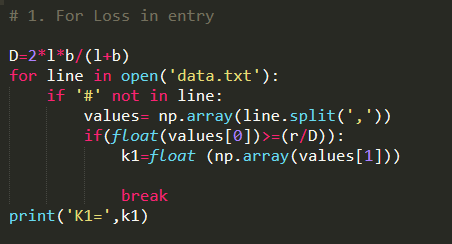 # 1. For Loss in entry
D=2*l*b/(l+b)
for line in open('data.txt'):
if '#' not in line:
values= np.array(line.split(','))
if(float(values[0])>=(r/D)):
k1=float (np.array(values[1]))
break
print('K1=',k1)